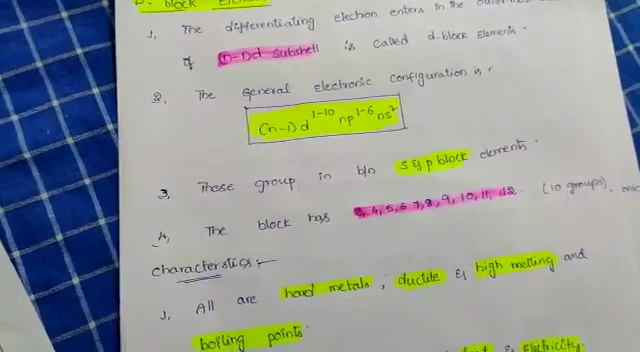 block
1, The differentiating electron enters in the
of (n-1)d subshell is called d-block elements.
2, The general electronic configuration is,
(n-1)d¹⁻¹⁰ np¹⁻⁶ ns²
3, These group in b/n s & p block elements.
4, The block has 3, 4, 5, 6 7, 8, 9, 10, 11, 12. (10 groups),
characteristics:-
1, All are hard metals, ductile & high melting and
boiling points.
& Electricity.